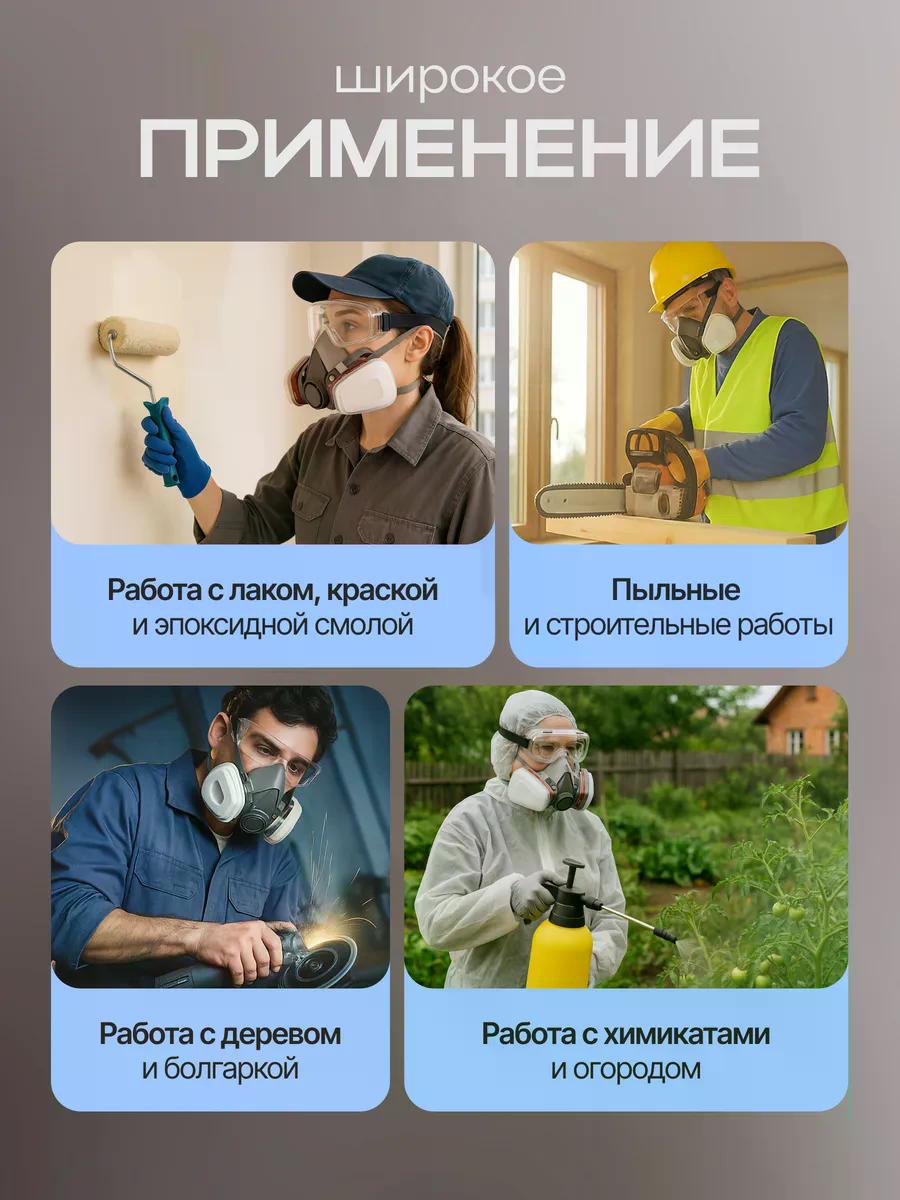 широкое
ПРИМЕНЕНИЕ
Работа с лаком, краской
и эпоксидной смолой
Пыльные
и строительные работы
Работа с деревом
и болгаркой
Работа с химикатами
и огородом